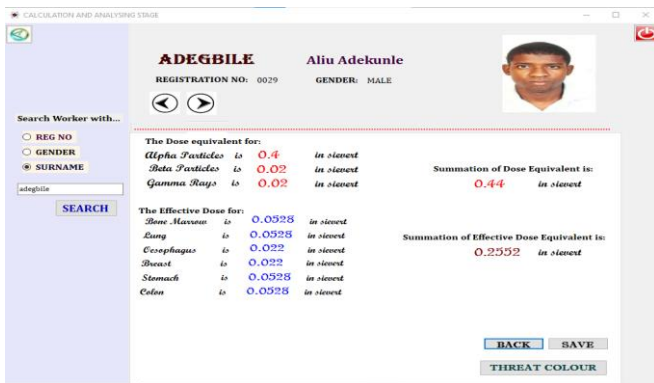 CALCULATION AND ANALYSING STAGE
ADEGBILE Aliu Adekunle
REGISTRATION NO: 0029 GENDER: MALE
Search Worker with...
REG NO
GENDER
SURNAME
adegbile
SEARCH
The Dose equivalent for:
Alpha Particles is 0.4 in sievert
Beta Particles is 0.02 in sievert
Gamma Rays is 0.02 in sievert
Summation of Dose Equivalent is:
0.44 in sievert
The Effective Dose for:
Bone Marrow is 0.0528 in sievert
Lung is 0.0528 in sievert
Oesophagus is 0.022 in sievert
Breast is 0.022 in sievert
Stomach is 0.0528 in sievert
Colon is 0.0528 in sievert
Summation of Effective Dose Equivalent is:
0.2552 in sievert
BACK SAVE
THREAT COLOUR